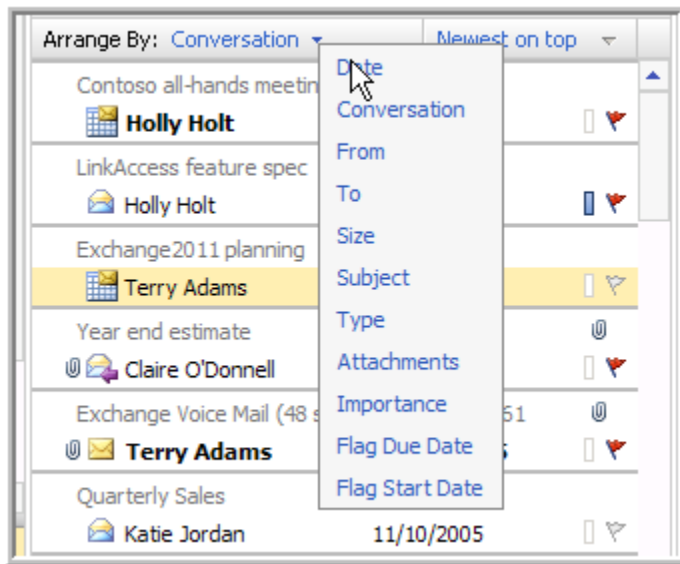 Arrange By: Conversation Newest on top
Date
Contoso all-hands meetin
Conversation
Holly Holt
From
LinkAccess feature spec
To
Holly Holt
Size
Exchange2011 planning
Subject
Terry Adams
Type
Year end estimate
Attachments
Claire O'Donnell
Importance
Exchange Voice Mail (48 s 51
Flag Due Date
Terry Adams
Flag Start Date
Quarterly Sales
Katie Jordan 11/10/2005